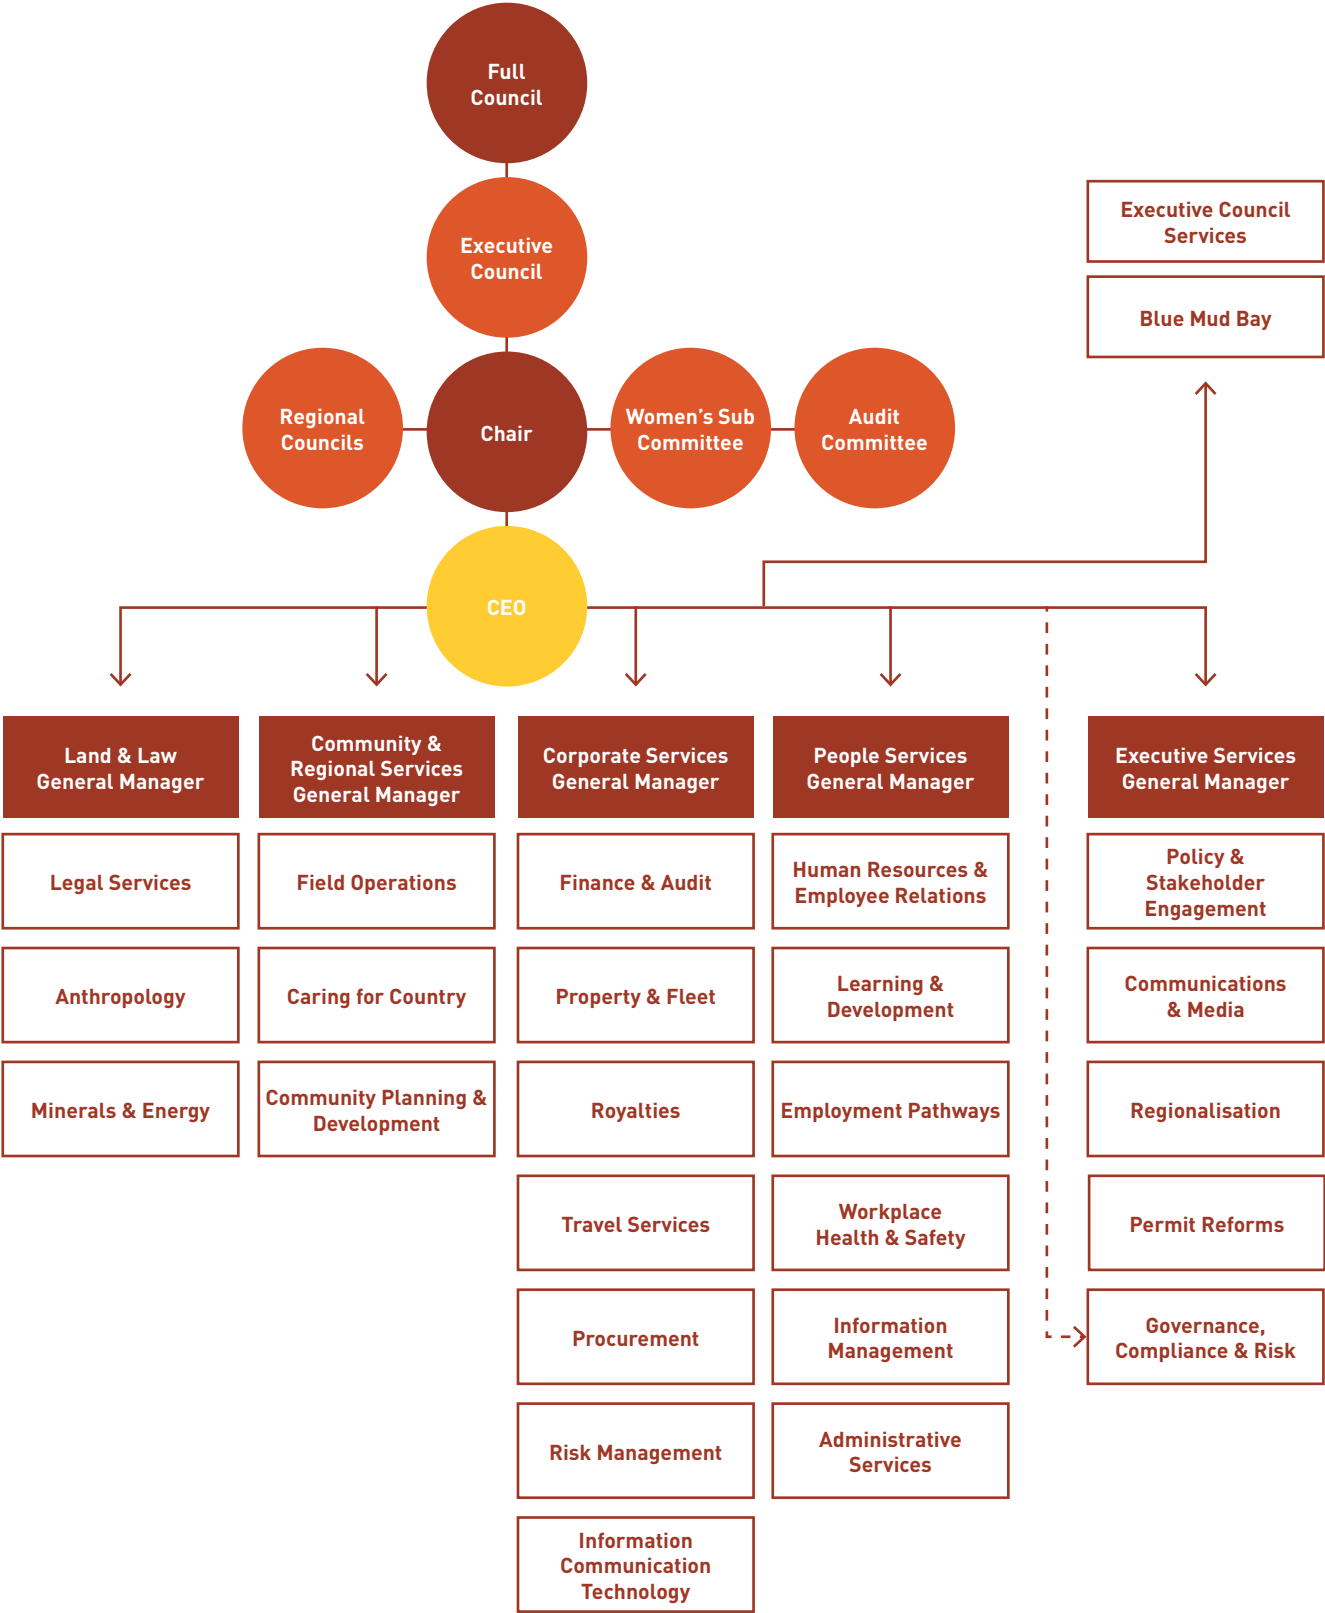 Full
Council
Executive
Council
Executive Council
Services
Blue Mud Bay
Regional
Councils
Chair
Women’s Sub
Committee
Audit
Committee
CEO
Land & Law
General Manager
Legal Services
Anthropology
Minerals & Energy
Community &
Regional Services
General Manager
Field Operations
Caring for Country
Community Planning &
Development
Corporate Services
General Manager
Finance & Audit
Property & Fleet
Royalties
Travel Services
Procurement
Risk Management
Information
Communication
Technology
People Services
General Manager
Human Resources &
Employee Relations
Learning &
Development
Employment Pathways
Workplace
Health & Safety
Information
Management
Administrative
Services
Executive Services
General Manager
Policy &
Stakeholder
Engagement
Communications
& Media
Regionalisation
Permit Reforms
Governance,
Compliance & Risk